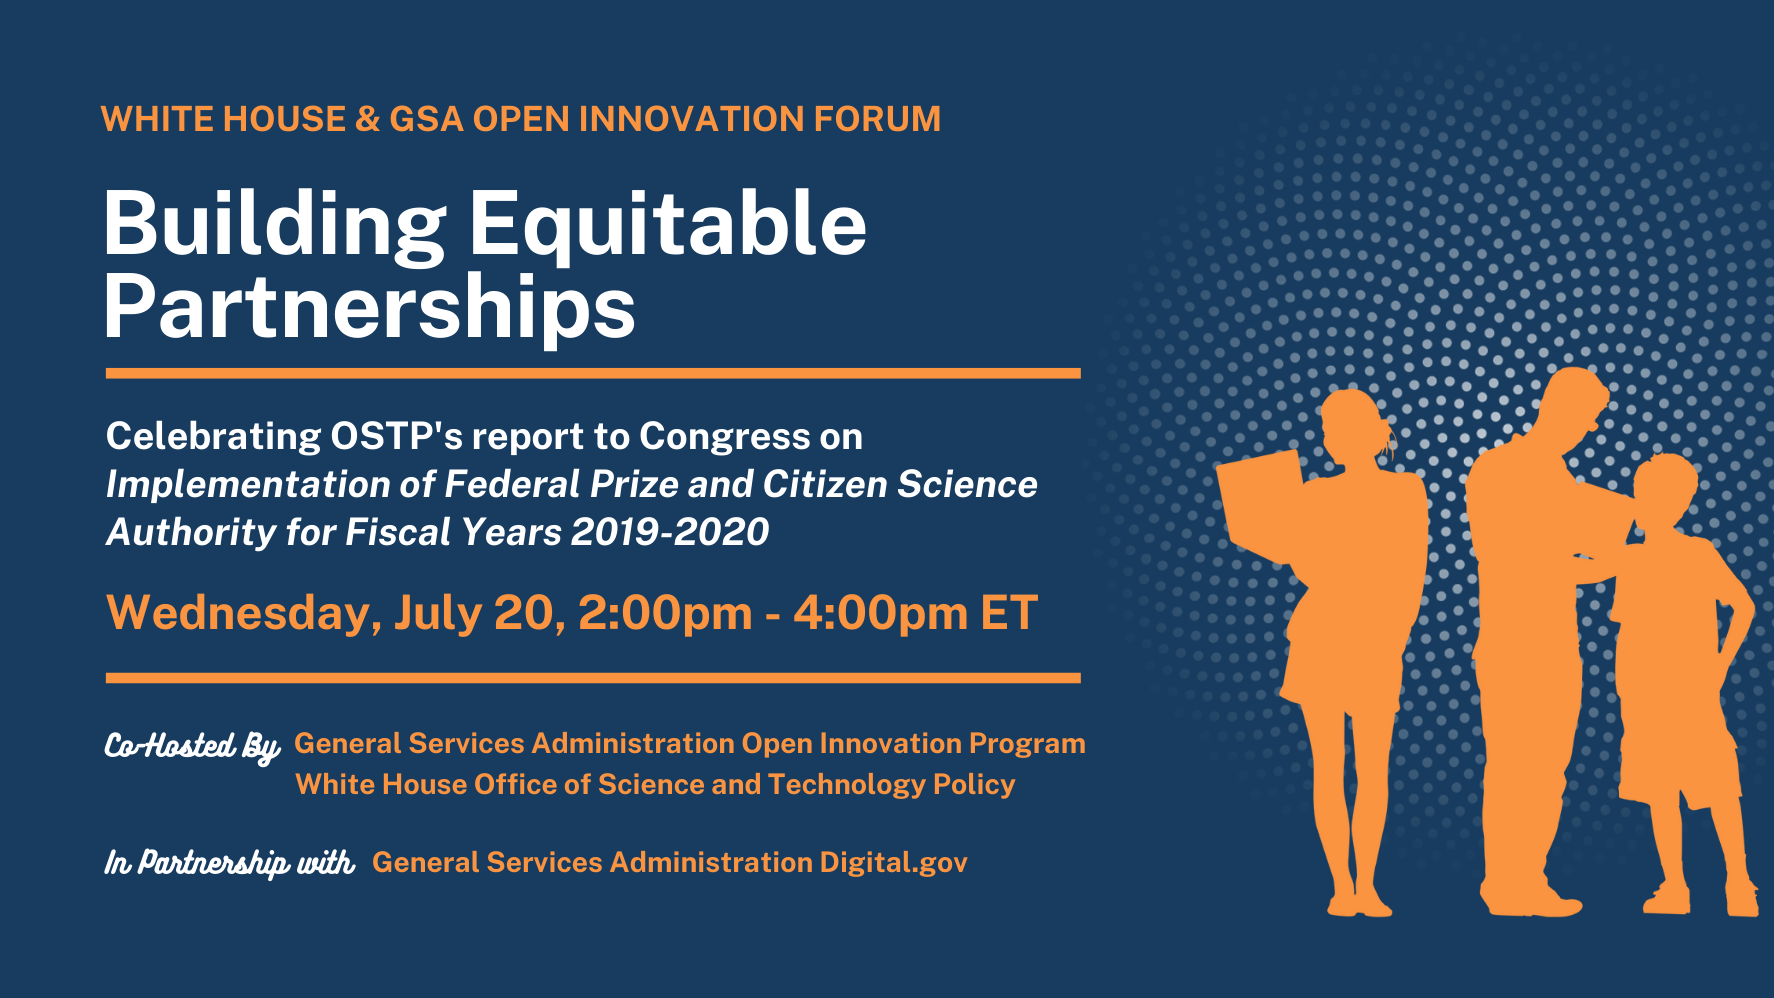 WHITE HOUSE & GSA OPEN INNOVATION FORUM
Building Equitable
Partnerships
Celebrating OSTP's report to Congress on
Implementation of Federal Prize and Citizen Science
Authority for Fiscal Years 2019-2020
Wednesday, July 20, 2:00pm - 4:00pm ET
Co-Hosted By General Services Administration Open Innovation Program
White House Office of Science and Technology Policy
In Partnership with General Services Administration Digital.gov